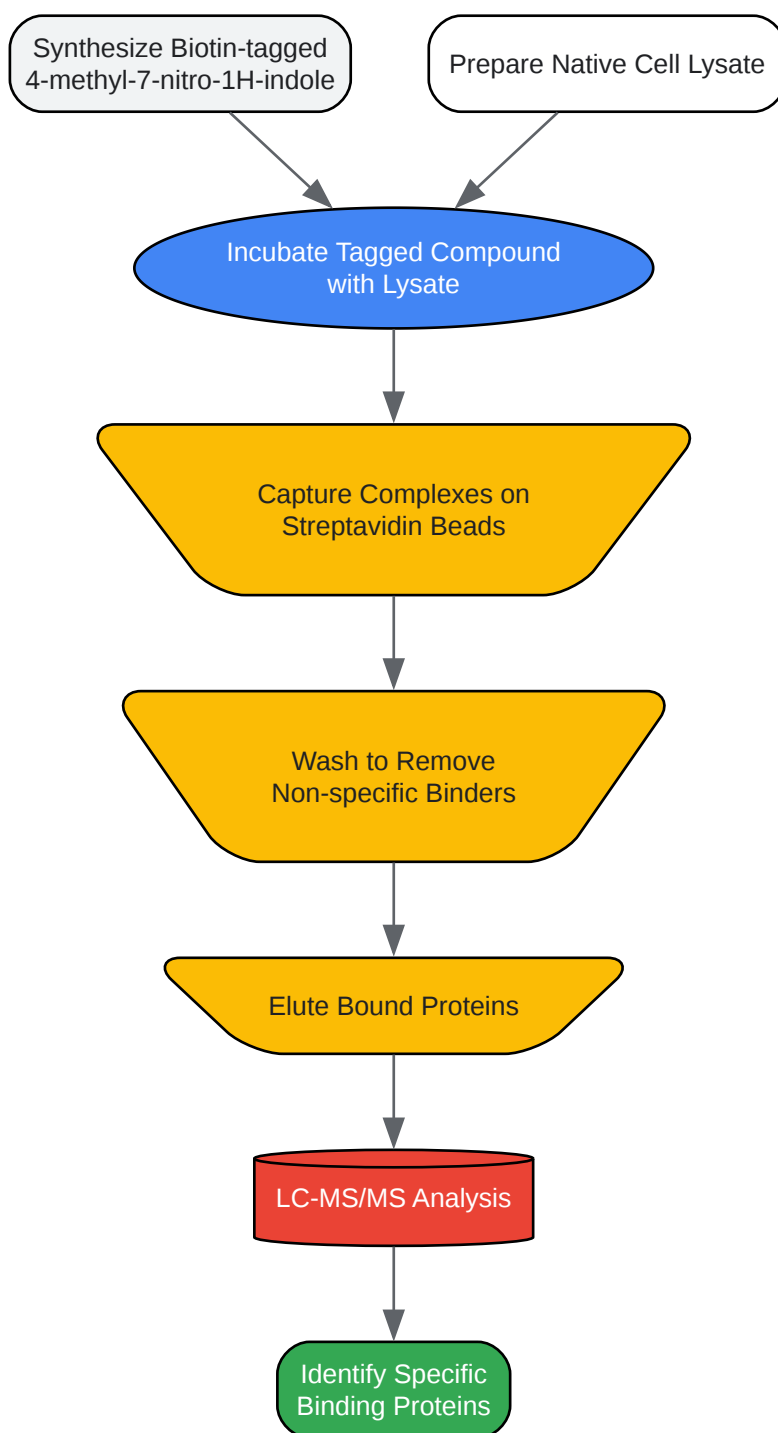 Synthesize Biotin-tagged
4-methyl-7-nitro-1H-indole
Prepare Native Cell Lysate
Incubate Tagged Compound
with Lysate
Capture Complexes on
Streptavidin Beads
Wash to Remove
Non-specific Binders
Elute Bound Proteins
LC-MS/MS Analysis
Identify Specific
Binding Proteins